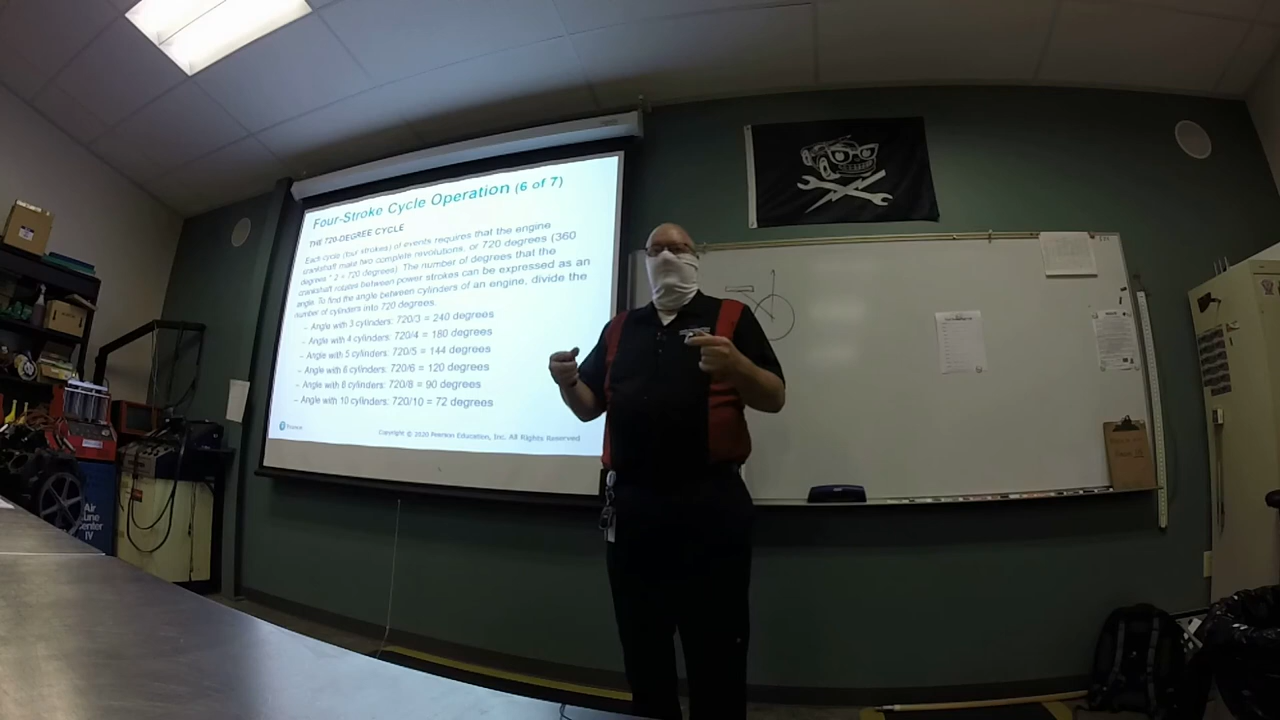 Four-Stroke Cycle Operation (6 of 7)
THE 720-DEGREE CYCLE
Each cycle (four strokes) of events requires that the engine
crankshaft make two complete revolutions, or 720 degrees (360
degrees * 2 = 720 degrees). The number of degrees that the
crankshaft rotates between power strokes can be expressed as an
angle. To find the angle between cylinders of an engine, divide the
number of cylinders into 720 degrees.
– Angle with 3 cylinders: 720/3 = 240 degrees
– Angle with 4 cylinders: 720/4 = 180 degrees
– Angle with 5 cylinders: 720/5 = 144 degrees
– Angle with 6 cylinders: 720/6 = 120 degrees
– Angle with 8 cylinders: 720/8 = 90 degrees
– Angle with 10 cylinders: 720/10 = 72 degrees
Pearson
Copyright © 2020 Pearson Education, Inc. All Rights Reserved
Air
Line
Center
IV